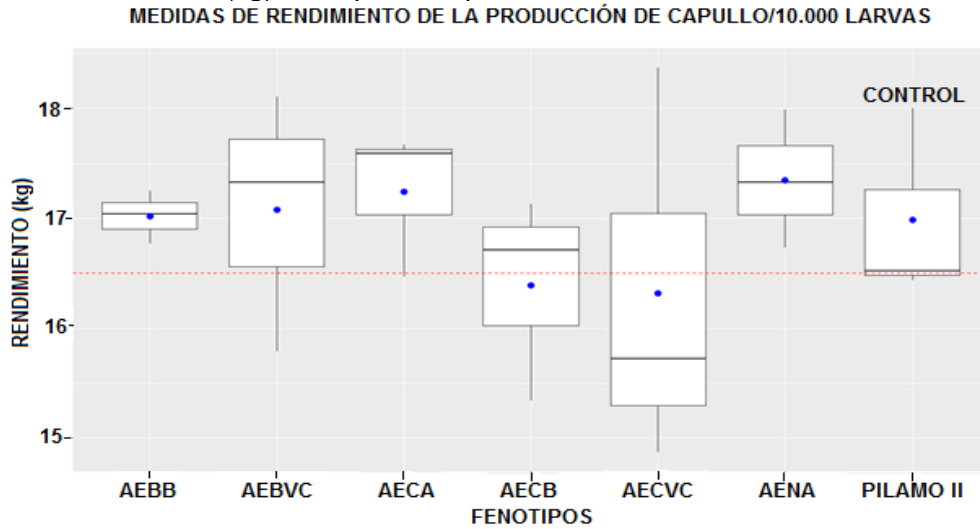 MEDIDAS DE RENDIMIENTO DE LA PRODUCCIÓN DE CAPULLO/10.000 LARVAS
CONTROL
RENDIMIENTO (kg)
18
17
16
15
AEBB AEBVC AECA AECB AECVC AENA PILAMO II
FENOTIPOS